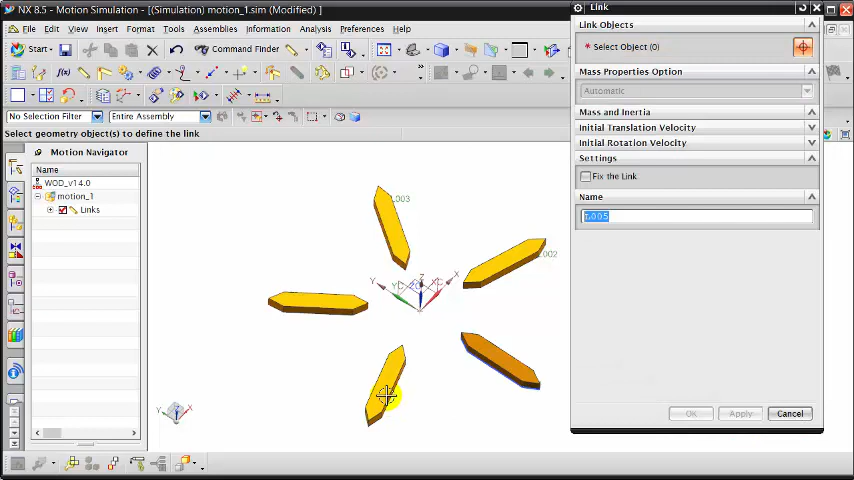 NX 8.5 - Motion Simulation - [(Simulation) motion_1.sim (Modified) ]
File Edit View Insert Format Tools Assemblies Information Analysis Preferences
Start
Command Finder
No Selection Filter
Entire Assembly
Select geometry object(s) to define the link
Motion Navigator
Name
WOD_v14.0
motion_1
Links
L003
L002
Z
Y
X
YC
XC
Y
Z
X
Link
Link Objects
* Select Object (0)
Mass Properties Option
Automatic
Mass and Inertia
Initial Translation Velocity
Initial Rotation Velocity
Settings
Fix the Link
Name
L005
OK
Apply
Cancel